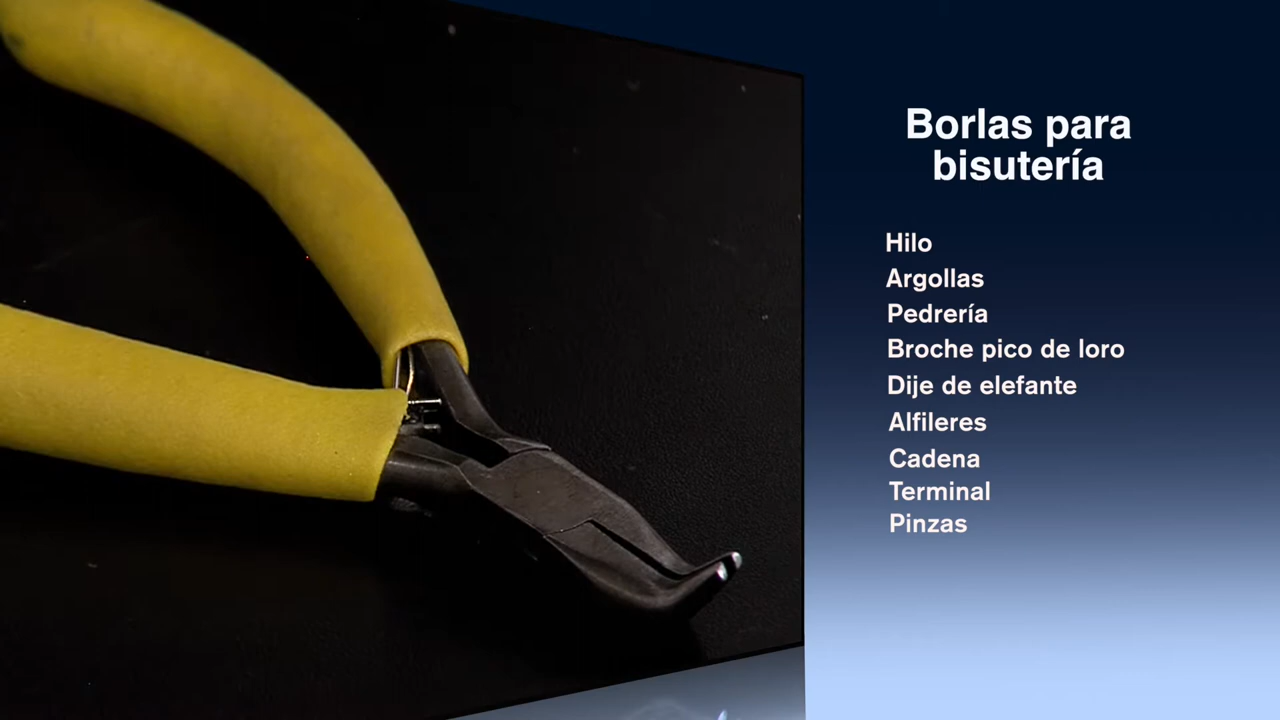 Borlas para
bisutería
Hilo
Argollas
Pedrería
Broche pico de loro
Dije de elefante
Alfileres
Cadena
Terminal
Pinzas